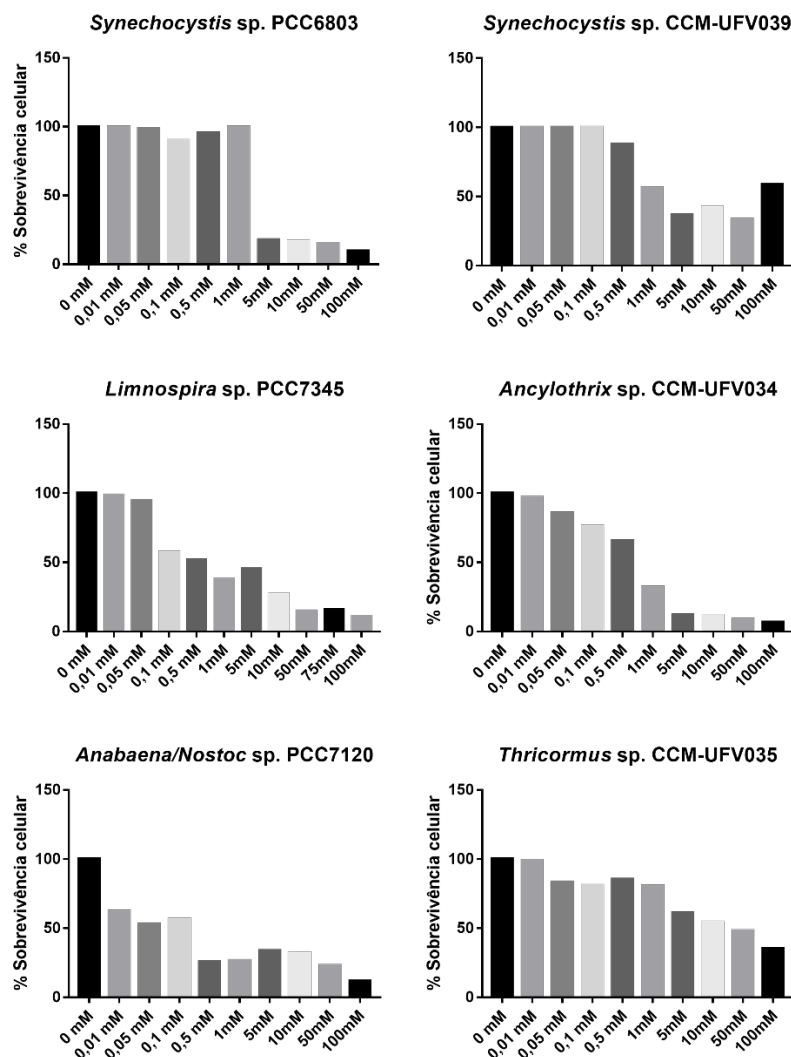 Synechocystis sp. PCC6803
% Sobrevivência celular
150
100
50
0
0 mM
0,01 mM
0,05 mM
0,1 mM
0,5 mM
1mM
5mM
10mM
50mM
100mM
Synechocystis sp. CCM-UFV039
% Sobrevivência celular
150
100
50
0
0 mM
0,01 mM
0,05 mM
0,1 mM
0,5 mM
1mM
5mM
10mM
50mM
100mM
Limnospira sp. PCC7345
% Sobrevivência celular
150
100
50
0
0 mM
0,01 mM
0,05 mM
0,1 mM
0,5 mM
1mM
5mM
10mM
50mM
75mM
100mM
Ancylothrix sp. CCM-UFV034
% Sobrevivência celular
150
100
50
0
0 mM
0,01 mM
0,05 mM
0,1 mM
0,5 mM
1mM
5mM
10mM
50mM
100mM
Anabaena/Nostoc sp. PCC7120
% Sobrevivência celular
150
100
50
0
0 mM
0,01 mM
0,05 mM
0,1 mM
0,5 mM
1mM
5mM
10mM
50mM
100mM
Thricormus sp. CCM-UFV035
% Sobrevivência celular
150
100
50
0
0 mM
0,01 mM
0,05 mM
0,1 mM
0,5 mM
1mM
5mM
10mM
50mM
100mM